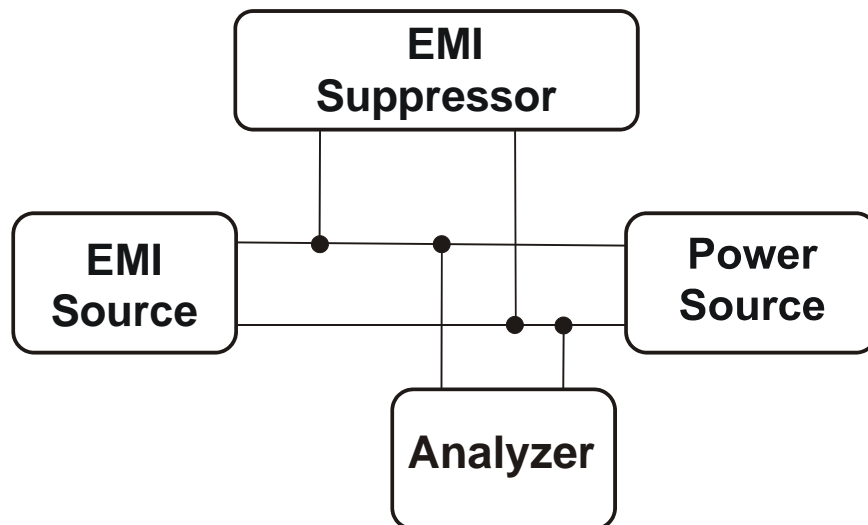 EMI
Suppressor
EMI
Source
Power
Source
Analyzer